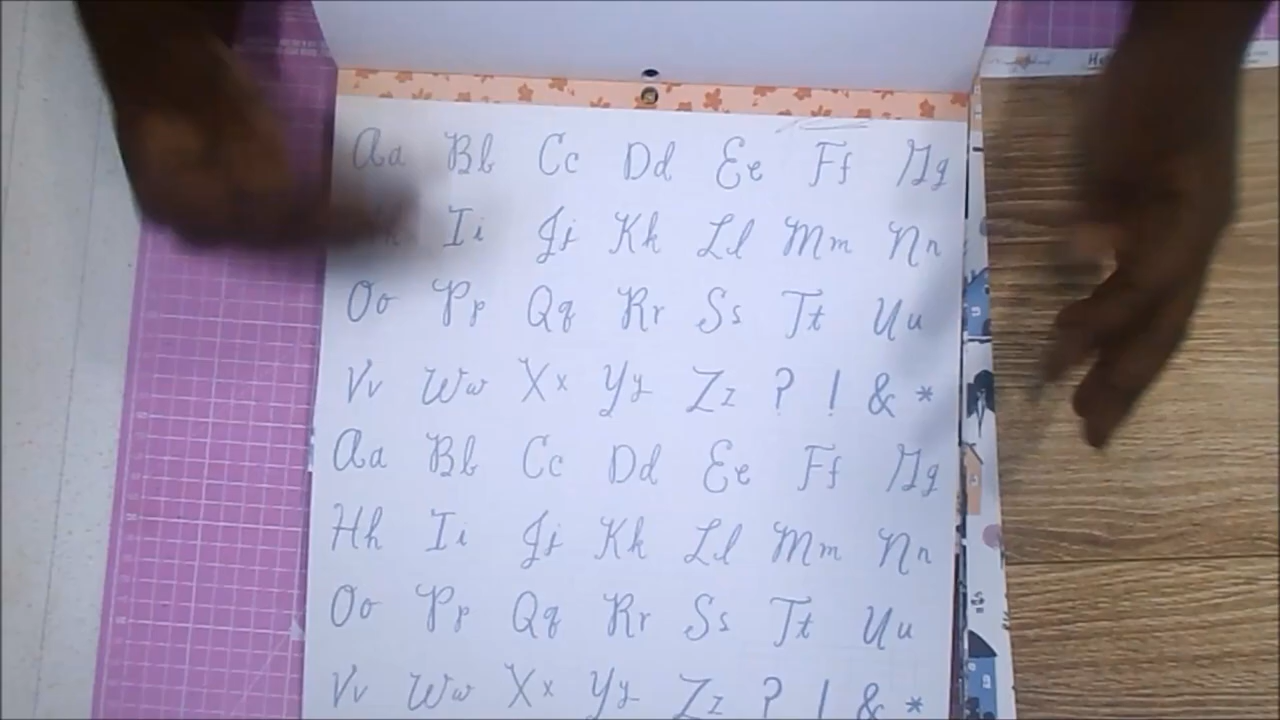 Aa Bb Cc Dd Ee Ff Gg
Ii Jj Kk Ll Mm Nn
Oo Pp Qq Rr Ss Tt Uu
Vv Ww Xx Yy Zz ? ! & *
Aa Bb Cc Dd Ee Ff Gg
Hh Ii Jj Kk Ll Mm Nn
Oo Pp Qq Rr Ss Tt Uu
Vv Ww Xx Yy Zz ? ! & *